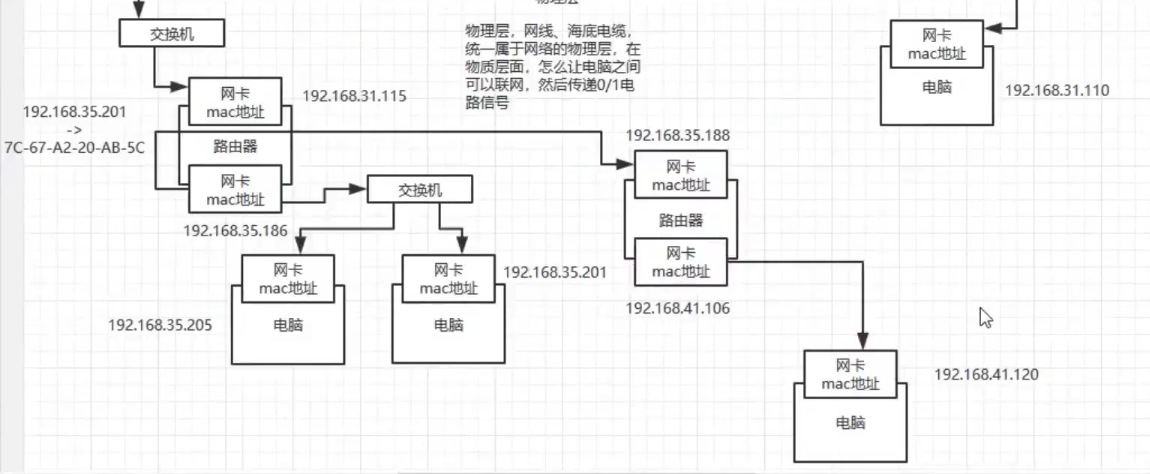 物理层
交换机
物理层，网线、海底电缆，
统一属于网络的物理层，在
物质层面，怎么让电脑之间
可以联网，然后传递0/1电
路信号
网卡
mac地址
电脑
192.168.31.110
网卡
mac地址
192.168.31.115
192.168.35.201
->
7C-67-A2-20-AB-5C
路由器
网卡
mac地址
192.168.35.186
交换机
192.168.35.188
网卡
mac地址
路由器
网卡
mac地址
192.168.41.106
网卡
mac地址
电脑
192.168.35.205
网卡
mac地址
电脑
192.168.35.201
网卡
mac地址
电脑
192.168.41.120